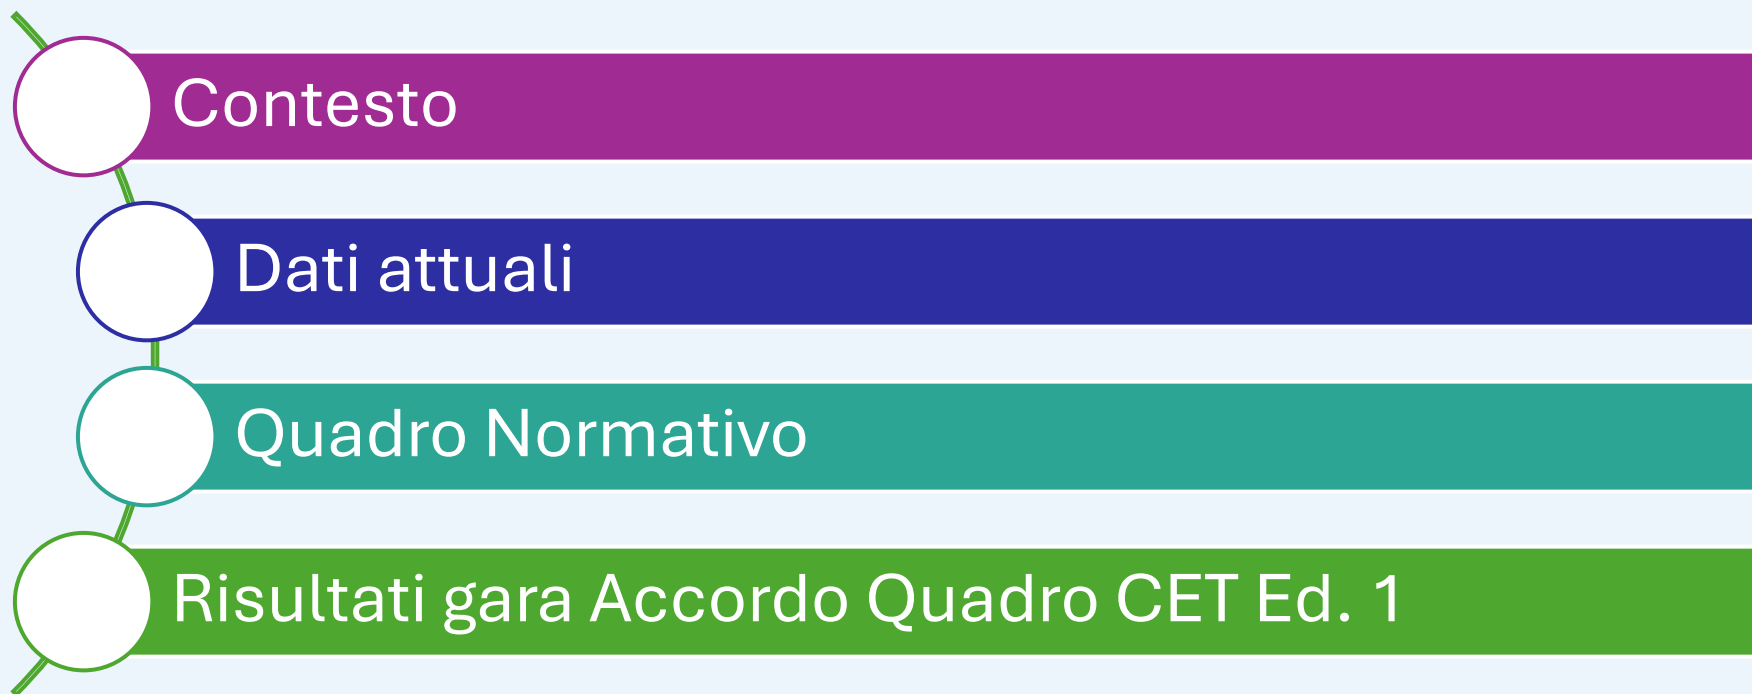 Contesto
Dati attuali
Quadro Normativo
Risultati gara Accordo Quadro CET Ed. 1